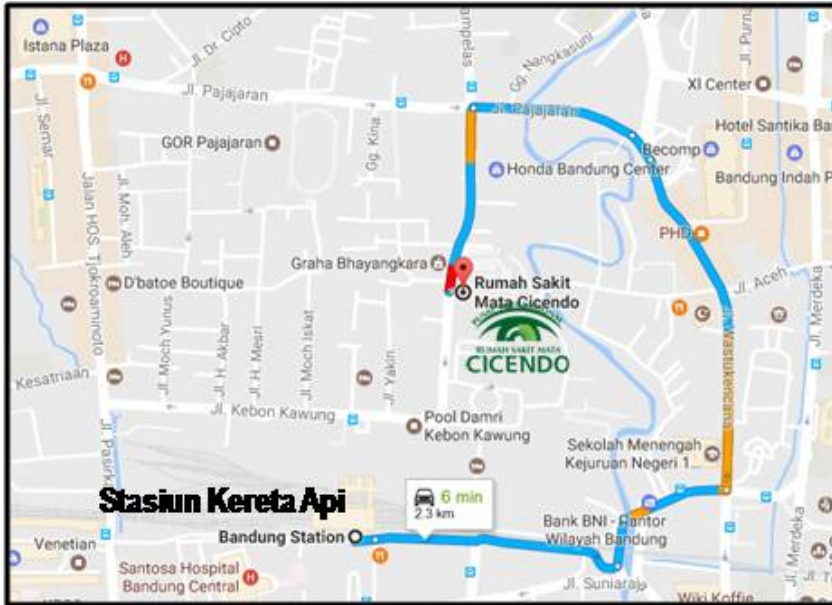 Istana Plaza
Jl. Dr. Cipto
Gg. Nangkasuni
XI Center
Jl. Pajajaran
Jl. Pajajaran
Hotel Santika
Jl. Semar
GOR Pajajaran
Gg. Kina
Becomp
Honda Bandung Center
Bandung Indah
PHD
Jalan HOS. Tjokroaminoto
Graha Bhayangkara
Jl. Aceh
D'batoe Boutique
Rumah Sakit
Mata Cicendo
RUMAH SAKIT MATA
CICENDO
Jl. Moch Yunus
Jl. H. Akbar
Jl. H. Mesri
Jl. Moch Iskat
Jl. Yakin
Jl. Wastukencana
Jl. Merdeka
Kesatriaan
Jl. Kebon Kawung
Pool Damri
Kebon Kawung
Sekolah Menengah
Kejuruan Negeri 1...
Stasiun Kereta Api
6 min
2.3 km
Bandung Station
Bank BNI - Kantor
Wilayah Bandung
Venetian
Santosa Hospital
Bandung Central
Jl. Suniaraja
Jl. Merdeka
Wiki Koffie